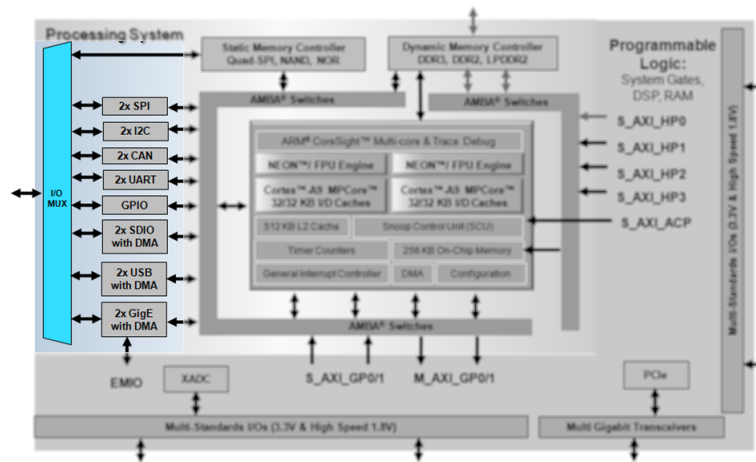 Processing System
Static Memory Controller
Quad-SPI, NAND, NOR
Dynamic Memory Controller
DDR3, DDR2, LPDDR2
Programmable
Logic:
System Gates,
DSP, RAM
AMBA® Switches
AMBA® Switches
2x SPI
2x I2C
2x CAN
2x UART
GPIO
2x SDIO
with DMA
2x USB
with DMA
2x GigE
with DMA
I/O
MUX
ARM® CoreSight™ Multi-core & Trace Debug
NEON™/ FPU Engine
NEON™/ FPU Engine
Cortex™-A9 MPCore™
32/32 KB I/D Caches
Cortex™-A9 MPCore™
32/32 KB I/D Caches
512 KB L2 Cache
Snoop Control Unit (SCU)
Timer Counters
256 KB On-Chip Memory
General Interrupt Controller
DMA
Configuration
S_AXI_HP0
S_AXI_HP1
S_AXI_HP2
S_AXI_HP3
S_AXI_ACP
AMBA® Switches
EMIO
XADC
S_AXI_GP0/1
M_AXI_GP0/1
PCIe
Multi-Standards I/Os (3.3V & High Speed 1.8V)
Multi-Standards I/Os (3.3V & High Speed 1.8V)
Multi Gigabit Transceivers